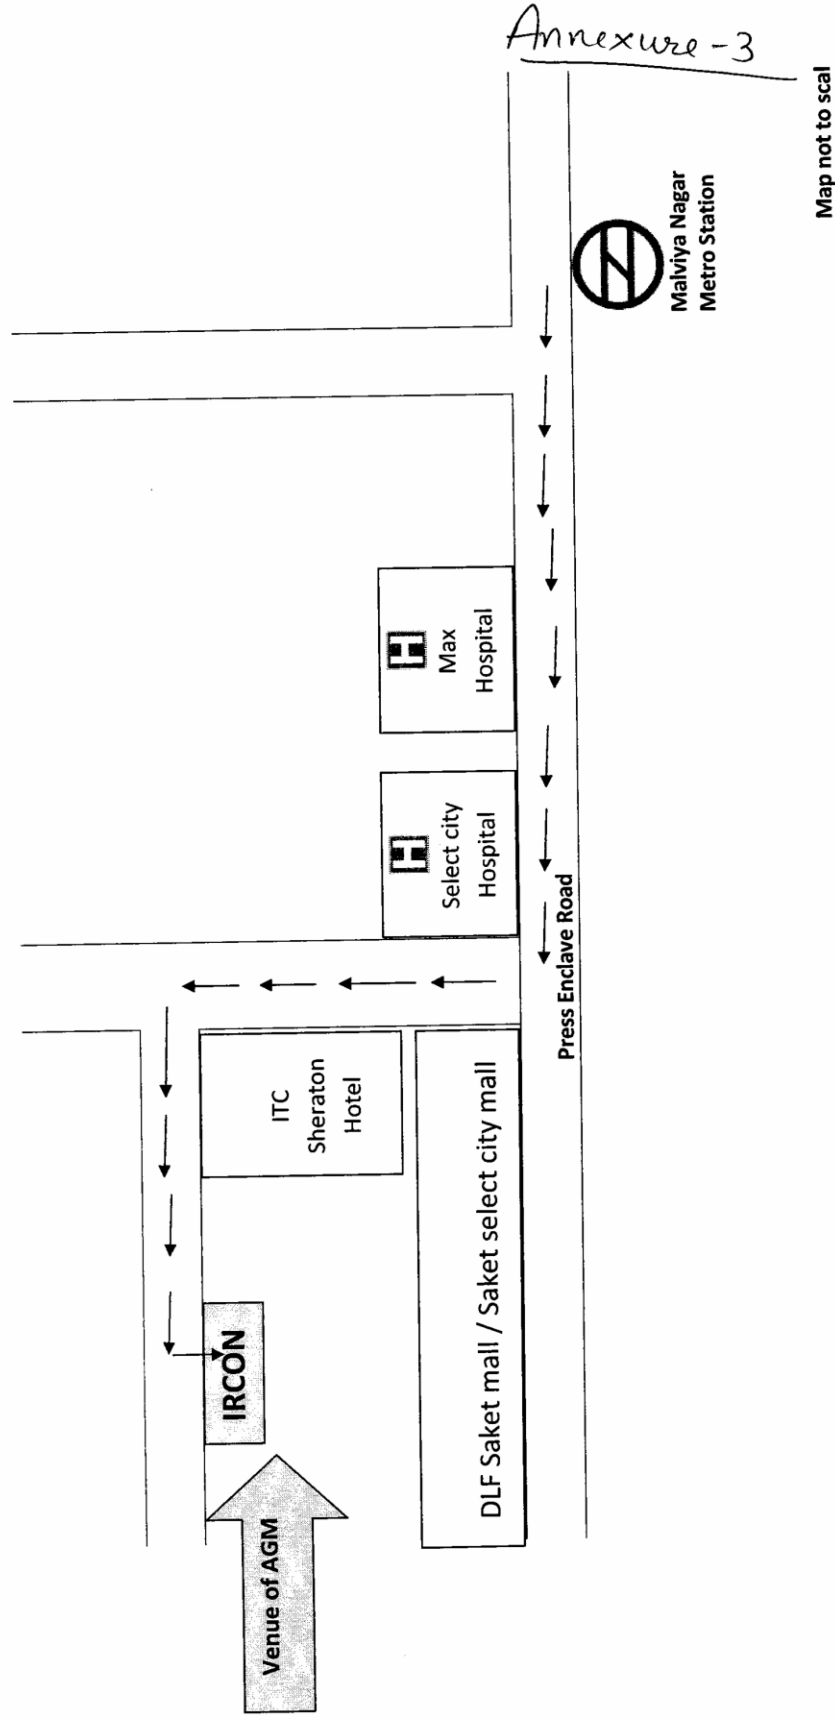 Annexure-3
Venue of AGM
IRCON
ITC
Sheraton
Hotel
DLF Saket mall / Saket select city mall
H
Select city
Hospital
H
Max
Hospital
Press Enclave Road
Malviya Nagar
Metro Station
Map not to scal